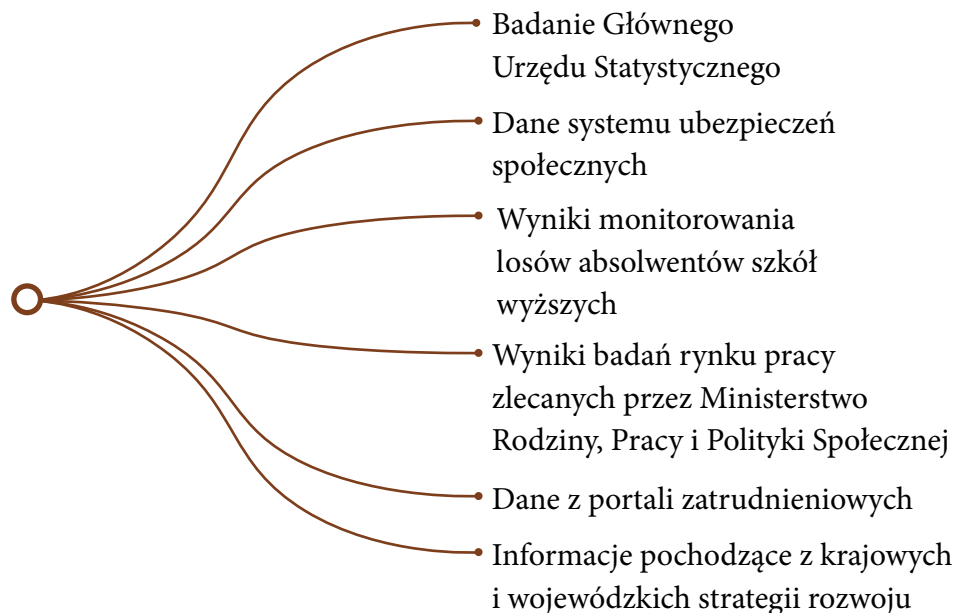 Badanie Głównego
Urzędu Statystycznego
Dane systemu ubezpieczeń
społecznych
Wyniki monitorowania
losów absolwentów szkół
wyższych
Wyniki badań rynku pracy
zlecanych przez Ministerstwo
Rodziny, Pracy i Polityki Społecznej
Dane z portali zatrudnieniowych
Informacje pochodzące z krajowych
i wojewódzkich strategii rozwoju